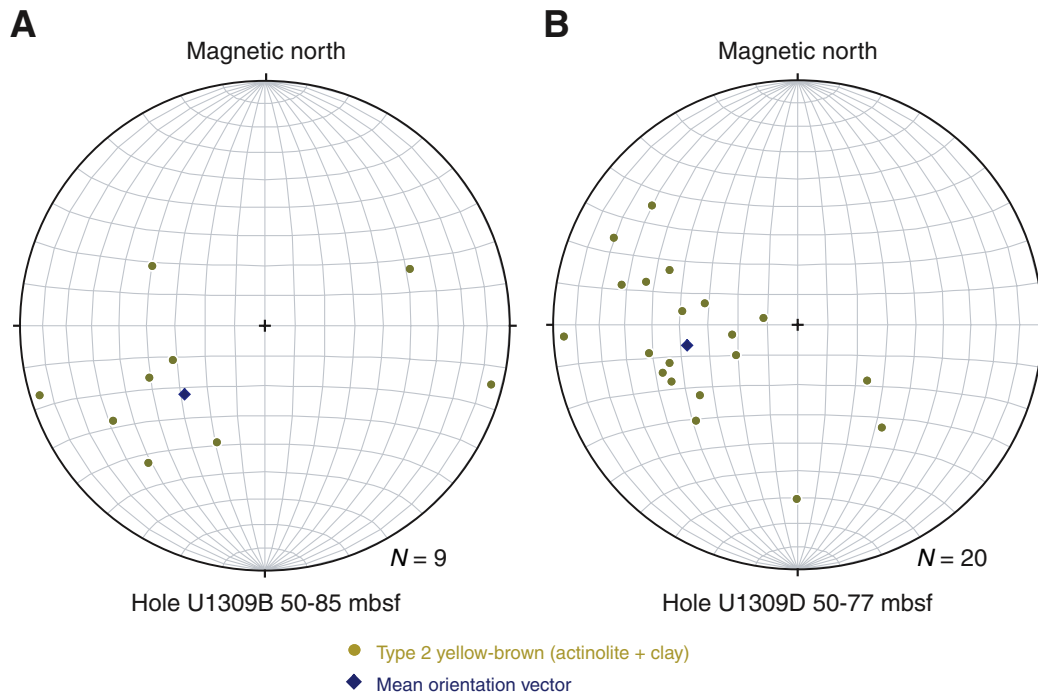 A
B
Magnetic north
Magnetic north
N = 9
N = 20
Hole U1309B 50-85 mbsf
Hole U1309D 50-77 mbsf
Type 2 yellow-brown (actinolite + clay)
Mean orientation vector